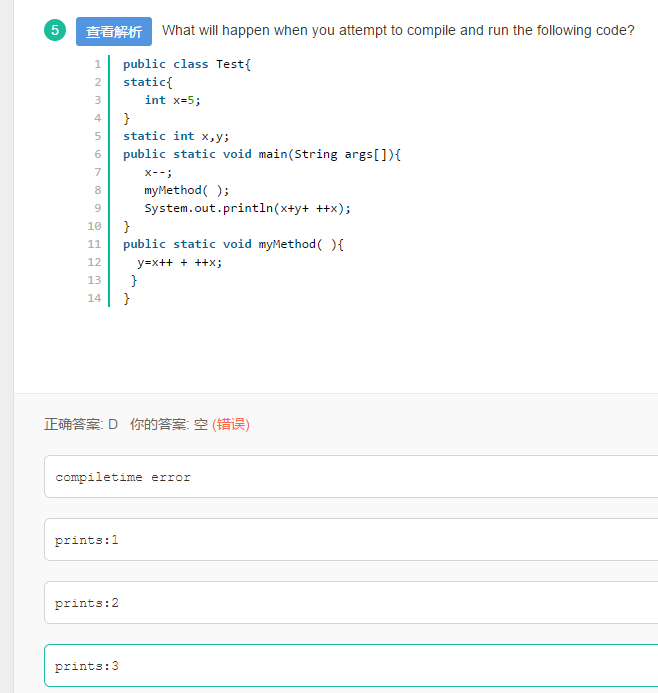 5 查看解析 What will happen when you attempt to compile and run the following code?
1 public class Test{
2 static{
3 int x=5;
4 }
5 static int x,y;
6 public static void main(String args[]){
7 x--;
8 myMethod( );
9 System.out.println(x+y+ ++x);
10 }
11 public static void myMethod( ){
12 y=x++ + ++x;
13 }
14 }
正确答案: D 你的答案: 空 (错误)
compiletime error
prints:1
prints:2
prints:3